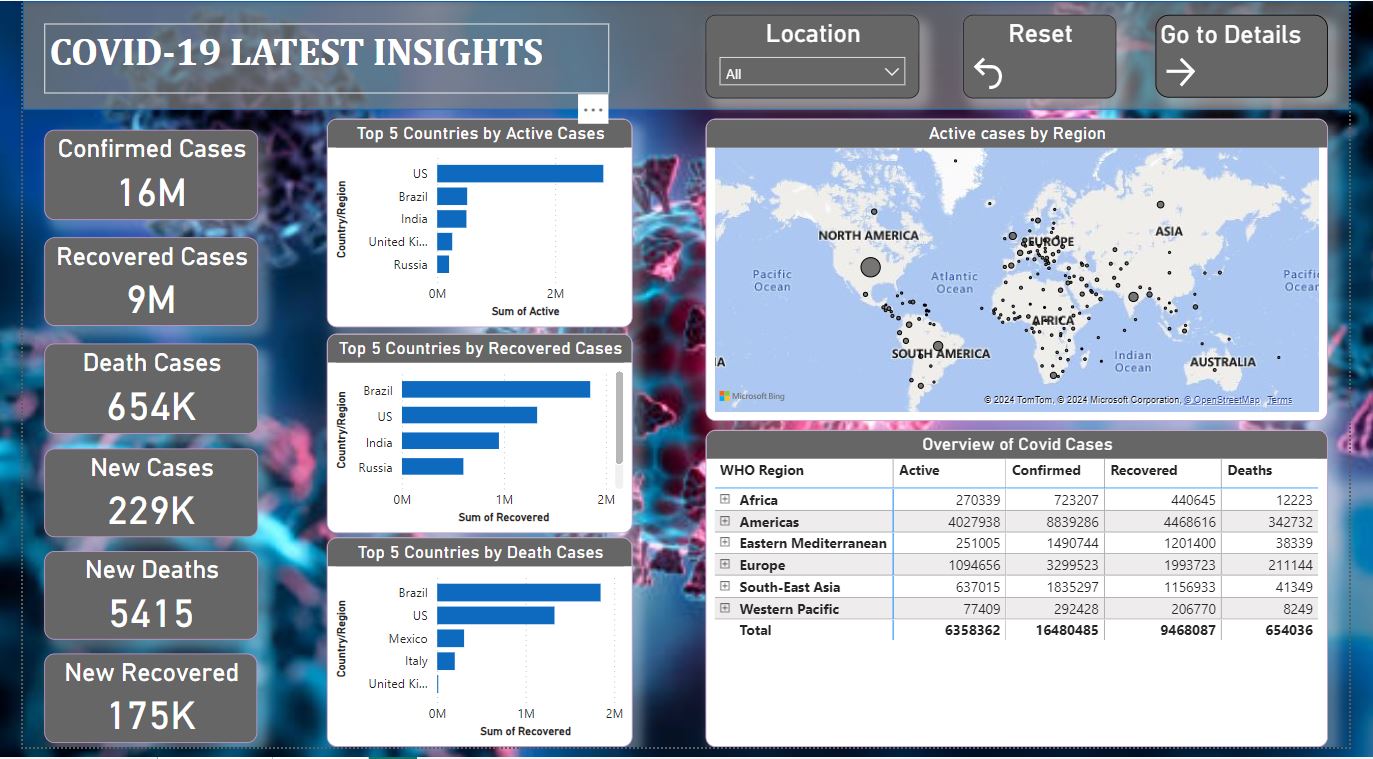 COVID-19 LATEST INSIGHTS
Location
All
Reset
Go to Details
Confirmed Cases
16M
Recovered Cases
9M
Death Cases
654K
New Cases
229K
New Deaths
5415
New Recovered
175K
Top 5 Countries by Active Cases
Country/Region
US
Brazil
India
United Ki...
Russia
0M 2M
Sum of Active
Top 5 Countries by Recovered Cases
Country/Region
Brazil
US
India
Russia
0M 1M 2M
Sum of Recovered
Top 5 Countries by Death Cases
Country/Region
Brazil
US
Mexico
Italy
United Ki...
0M 1M 2M
Sum of Recovered
Active cases by Region
NORTH AMERICA
EUROPE
ASIA
Pacific
Ocean
Atlantic
Ocean
Pacific
Ocean
AFRICA
SOUTH AMERICA
Indian
Ocean
IA
AUSTRALIA
Microsoft Bing
© 2024 TomTom, © 2024 Microsoft Corporation, © OpenStreetMap Terms
Overview of Covid Cases
WHO Region Active Confirmed Recovered Deaths
Africa 270339 723207 440645 12223
Americas 4027938 8839286 4468616 342732
Eastern Mediterranean 251005 1490744 1201400 38339
Europe 1094656 3299523 1993723 211144
South-East Asia 637015 1835297 1156933 41349
Western Pacific 77409 292428 206770 8249
Total 6358362 16480485 9468087 654036